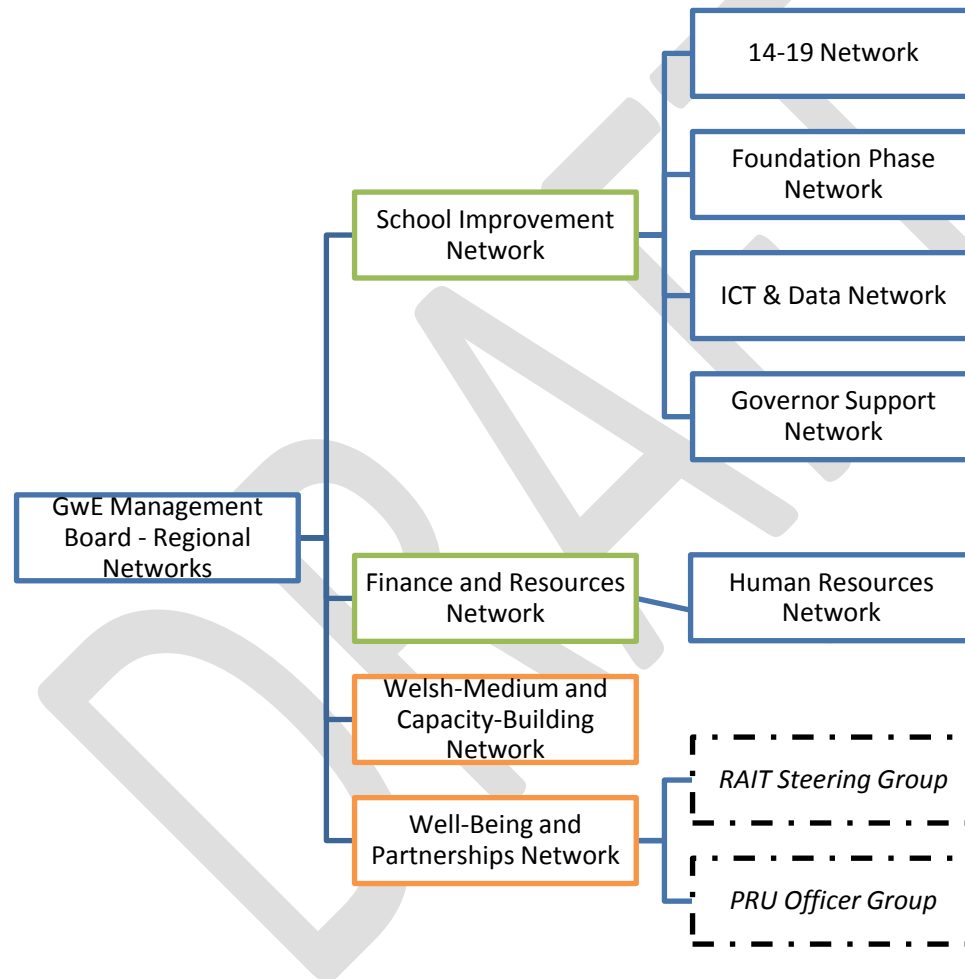 14-19 Network
Foundation Phase
Network
School Improvement
Network
ICT & Data Network
Governor Support
Network
GwE Management
Board - Regional
Networks
Finance and Resources
Network
Human Resources
Network
Welsh-Medium and
Capacity-Building
Network
RAIT Steering Group
Well-Being and
Partnerships Network
PRU Officer Group
DRAFT